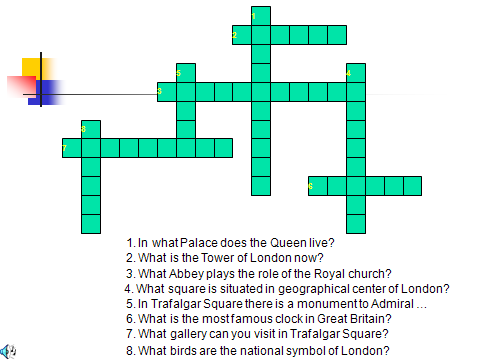 1
2
5
4
3
8
7
6
1. In what Palace does the Queen live?
2. What is the Tower of London now?
3. What Abbey plays the role of the Royal church?
4. What square is situated in geographical center of London?
5. In Trafalgar Square there is a monument to Admiral ...
6. What is the most famous clock in Great Britain?
7. What gallery can you visit in Trafalgar Square?
8. What birds are the national symbol of London?